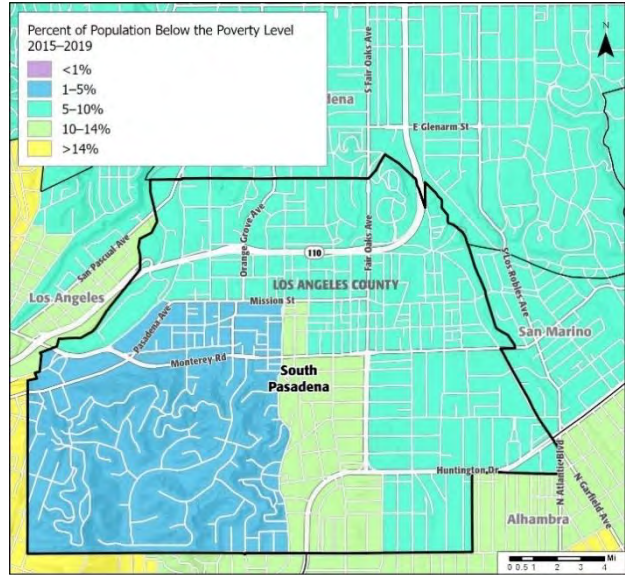 Percent of Population Below the Poverty Level
2015–2019
<1%
1–5%
5–10%
10–14%
>14%
N
S Fair Oaks Ave
dena
E Glenarm St
San Pascual Ave
Orange Grove Ave
110
Fair Oaks Ave
S Los Robles Ave
Los Angeles
LOS ANGELES COUNTY
Mission St
Pasadena Ave
San Marino
Monterey Rd
South
Pasadena
Huntington Dr
N Atlantic Blvd
N Garfield Ave
Alhambra
Mi
0 0.5 1 2 3 4